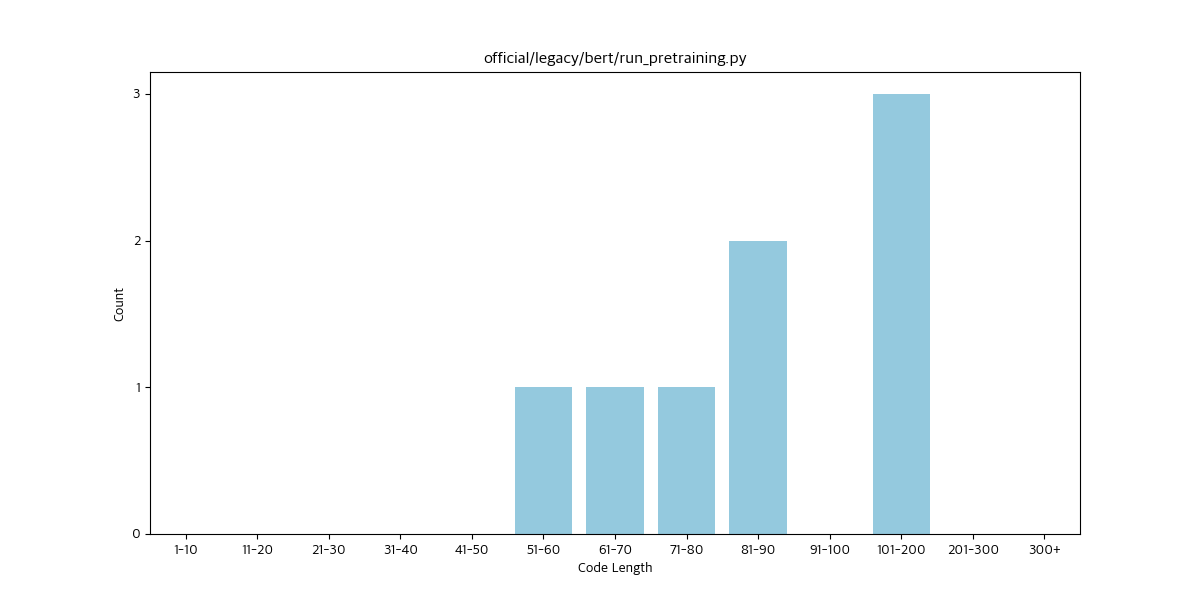 official/legacy/bert/run_pretraining.py
3
2
1
0
Count
1-10 11-20 21-30 31-40 41-50 51-60 61-70 71-80 81-90 91-100 101-200 201-300 300+
Code Length